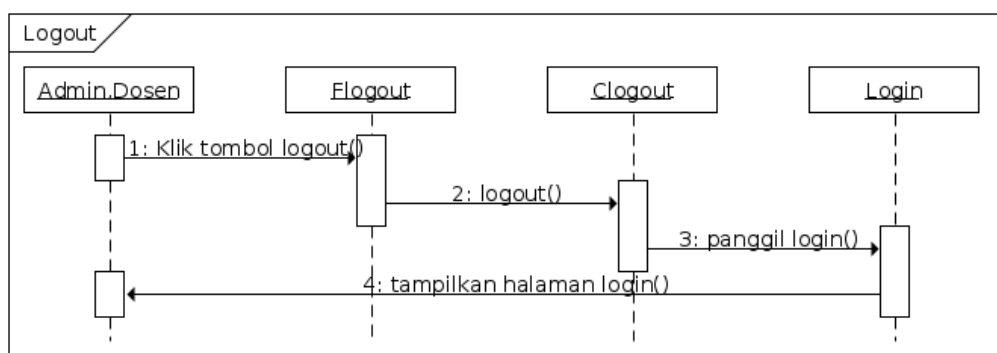 Logout
Admin,Dosen
Flogout
Clogout
Login
1: Klik tombol logout()
2: logout()
3: panggil login()
4: tampilkan halaman login()